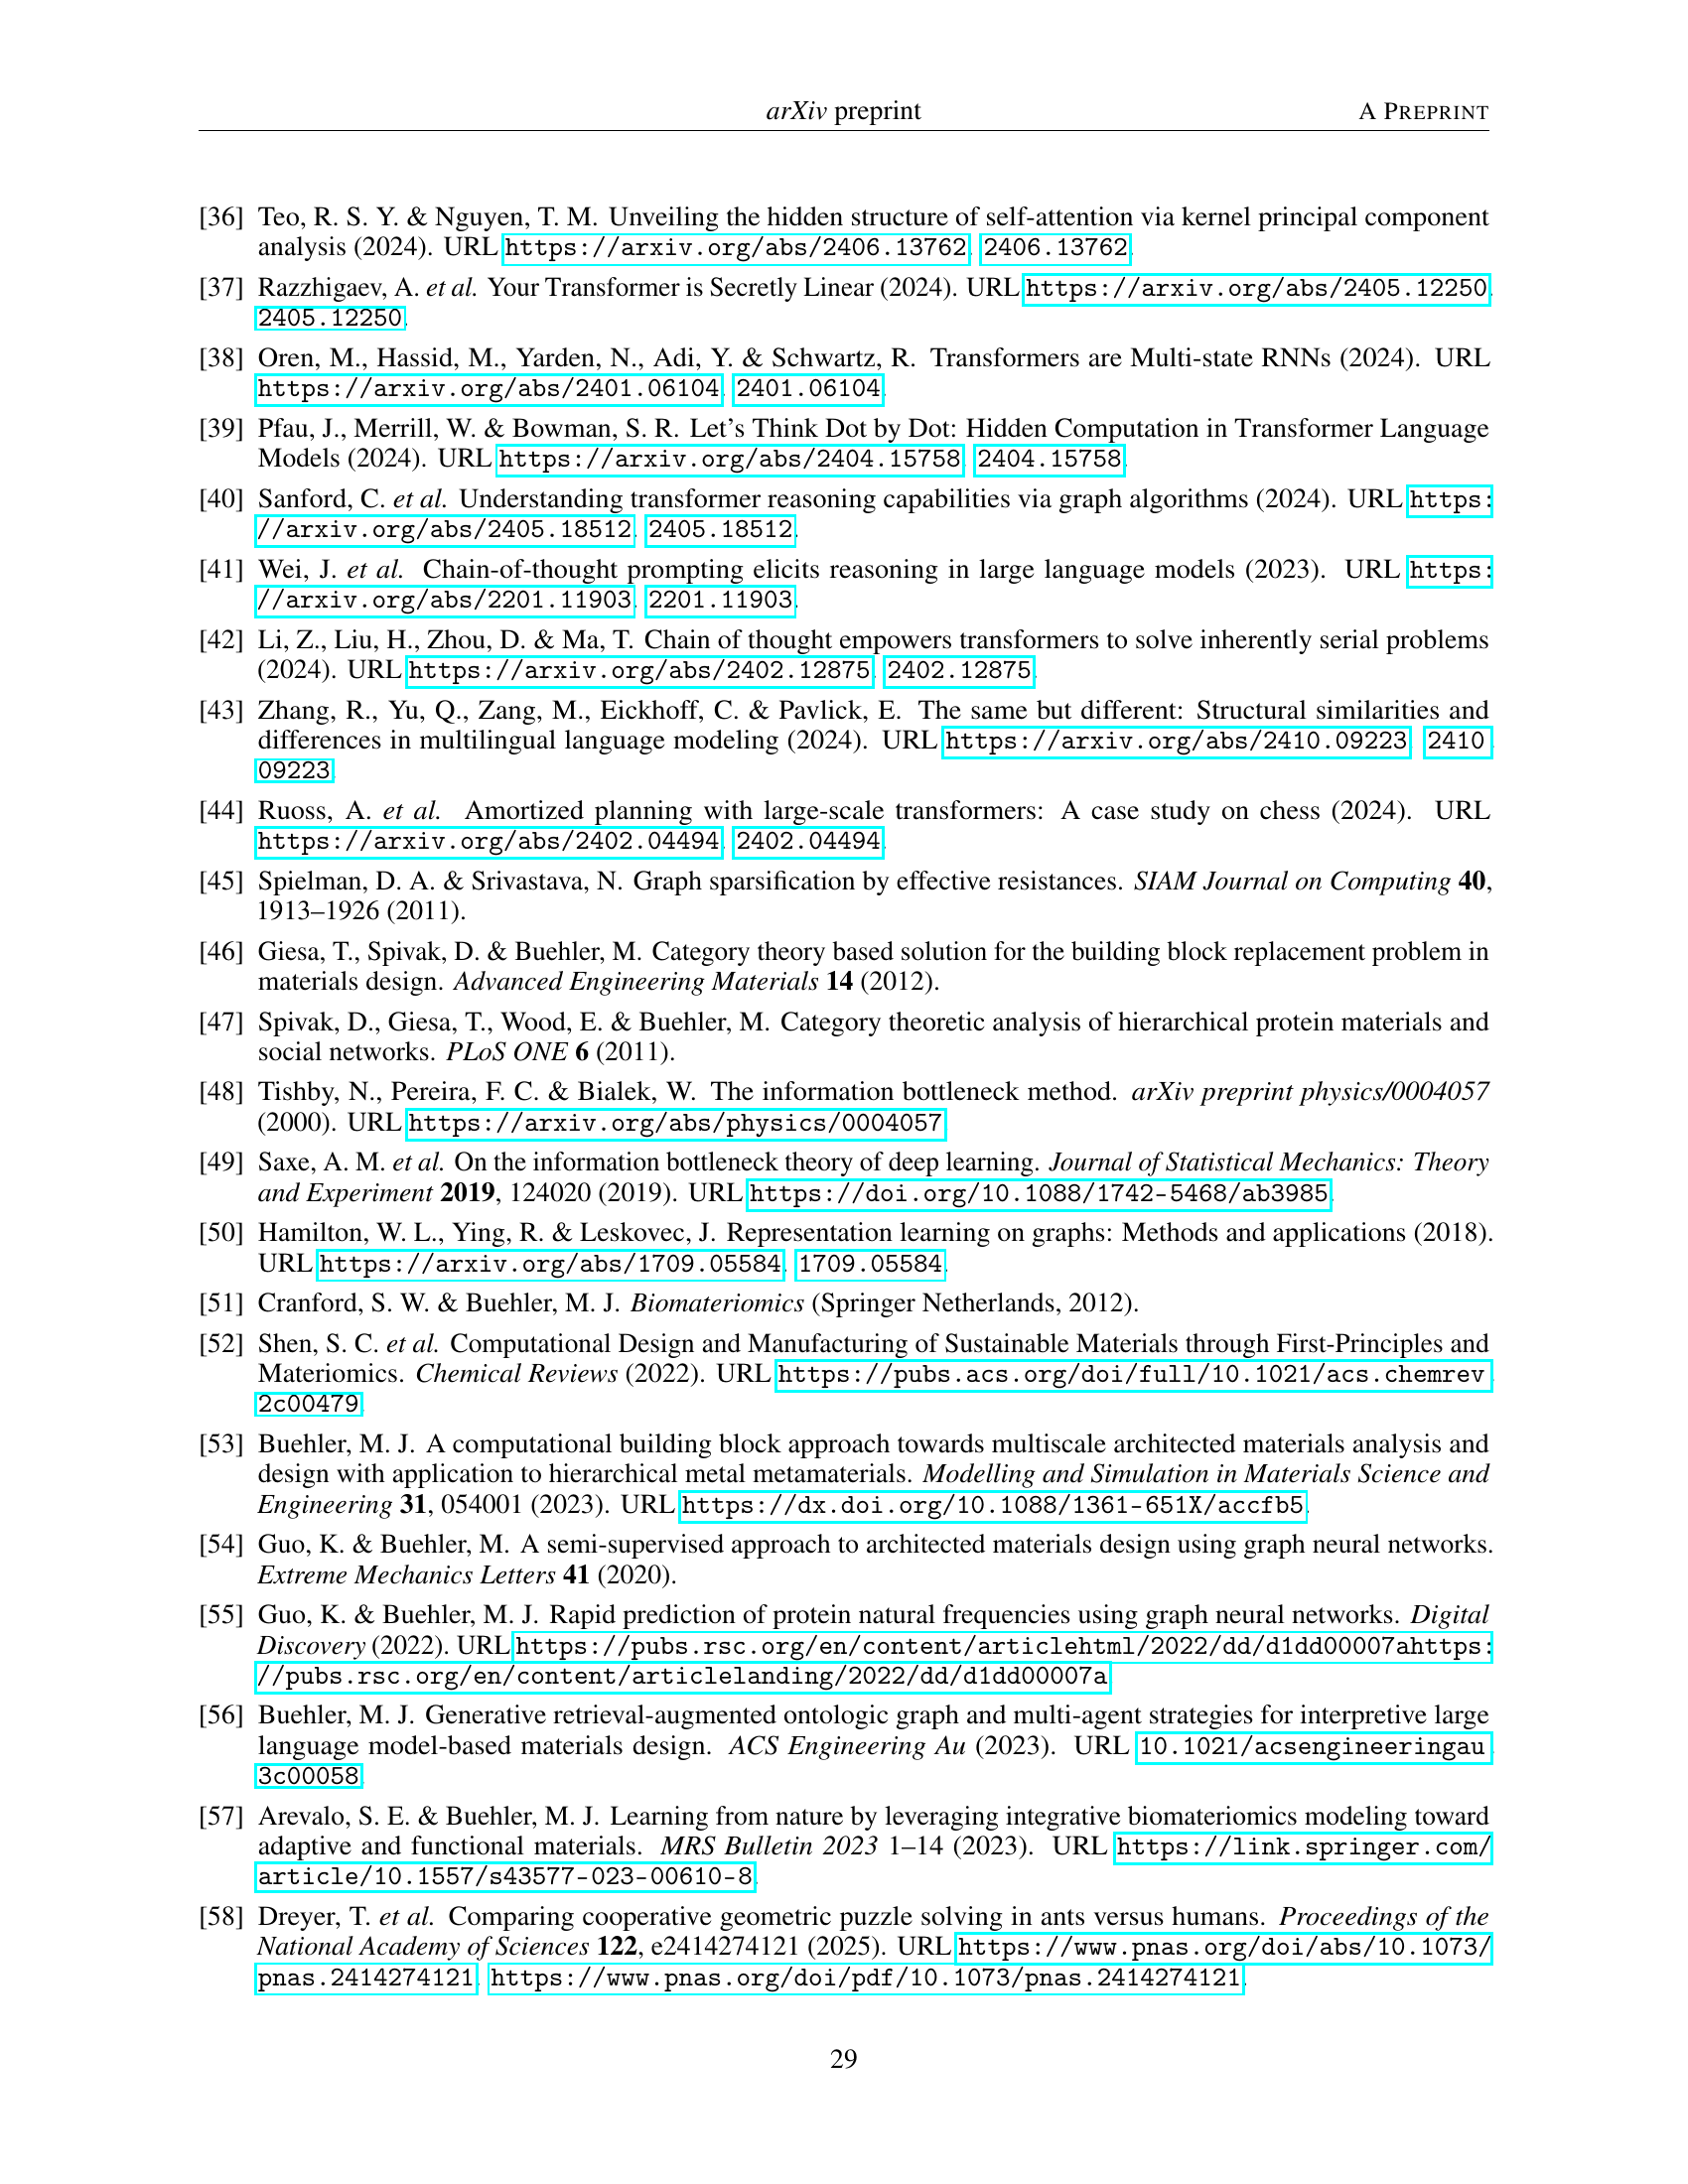 arXiv preprint A PREPRINT
[36] Teo, R. S. Y. & Nguyen, T. M. Unveiling the hidden structure of self-attention via kernel principal component
analysis (2024). URL https://arxiv.org/abs/2406.13762. 2406.13762.
[37] Razzhigaev, A. et al. Your Transformer is Secretly Linear (2024). URL https://arxiv.org/abs/2405.12250.
2405.12250.
[38] Oren, M., Hassid, M., Yarden, N., Adi, Y. & Schwartz, R. Transformers are Multi-state RNNs (2024). URL
https://arxiv.org/abs/2401.06104. 2401.06104.
[39] Pfau, J., Merrill, W. & Bowman, S. R. Let's Think Dot by Dot: Hidden Computation in Transformer Language
Models (2024). URL https://arxiv.org/abs/2404.15758. 2404.15758.
[40] Sanford, C. et al. Understanding transformer reasoning capabilities via graph algorithms (2024). URL https:
//arxiv.org/abs/2405.18512. 2405.18512.
[41] Wei, J. et al. Chain-of-thought prompting elicits reasoning in large language models (2023). URL https:
//arxiv.org/abs/2201.11903. 2201.11903.
[42] Li, Z., Liu, H., Zhou, D. & Ma, T. Chain of thought empowers transformers to solve inherently serial problems
(2024). URL https://arxiv.org/abs/2402.12875. 2402.12875.
[43] Zhang, R., Yu, Q., Zang, M., Eickhoff, C. & Pavlick, E. The same but different: Structural similarities and
differences in multilingual language modeling (2024). URL https://arxiv.org/abs/2410.09223. 2410.
09223.
[44] Ruoss, A. et al. Amortized planning with large-scale transformers: A case study on chess (2024). URL
https://arxiv.org/abs/2402.04494. 2402.04494.
[45] Spielman, D. A. & Srivastava, N. Graph sparsification by effective resistances. SIAM Journal on Computing 40,
1913–1926 (2011).
[46] Giesa, T., Spivak, D. & Buehler, M. Category theory based solution for the building block replacement problem in
materials design. Advanced Engineering Materials 14 (2012).
[47] Spivak, D., Giesa, T., Wood, E. & Buehler, M. Category theoretic analysis of hierarchical protein materials and
social networks. PLoS ONE 6 (2011).
[48] Tishby, N., Pereira, F. C. & Bialek, W. The information bottleneck method. arXiv preprint physics/0004057
(2000). URL https://arxiv.org/abs/physics/0004057.
[49] Saxe, A. M. et al. On the information bottleneck theory of deep learning. Journal of Statistical Mechanics: Theory
and Experiment 2019, 124020 (2019). URL https://doi.org/10.1088/1742-5468/ab3985.
[50] Hamilton, W. L., Ying, R. & Leskovec, J. Representation learning on graphs: Methods and applications (2018).
URL https://arxiv.org/abs/1709.05584. 1709.05584.
[51] Cranford, S. W. & Buehler, M. J. Biomateriomics (Springer Netherlands, 2012).
[52] Shen, S. C. et al. Computational Design and Manufacturing of Sustainable Materials through First-Principles and
Materiomics. Chemical Reviews (2022). URL https://pubs.acs.org/doi/full/10.1021/acs.chemrev.
2c00479.
[53] Buehler, M. J. A computational building block approach towards multiscale architected materials analysis and
design with application to hierarchical metal metamaterials. Modelling and Simulation in Materials Science and
Engineering 31, 054001 (2023). URL https://dx.doi.org/10.1088/1361-651X/accfb5.
[54] Guo, K. & Buehler, M. A semi-supervised approach to architected materials design using graph neural networks.
Extreme Mechanics Letters 41 (2020).
[55] Guo, K. & Buehler, M. J. Rapid prediction of protein natural frequencies using graph neural networks. Digital
Discovery (2022). URL https://pubs.rsc.org/en/content/articlehtml/2022/dd/d1dd00007ahttps:
//pubs.rsc.org/en/content/articlelanding/2022/dd/d1dd00007a.
[56] Buehler, M. J. Generative retrieval-augmented ontologic graph and multi-agent strategies for interpretive large
language model-based materials design. ACS Engineering Au (2023). URL 10.1021/acsengineeringau.
3c00058.
[57] Arevalo, S. E. & Buehler, M. J. Learning from nature by leveraging integrative biomateriomics modeling toward
adaptive and functional materials. MRS Bulletin 2023 1–14 (2023). URL https://link.springer.com/
article/10.1557/s43577-023-00610-8.
[58] Dreyer, T. et al. Comparing cooperative geometric puzzle solving in ants versus humans. Proceedings of the
National Academy of Sciences 122, e2414274121 (2025). URL https://www.pnas.org/doi/abs/10.1073/
pnas.2414274121. https://www.pnas.org/doi/pdf/10.1073/pnas.2414274121.
29